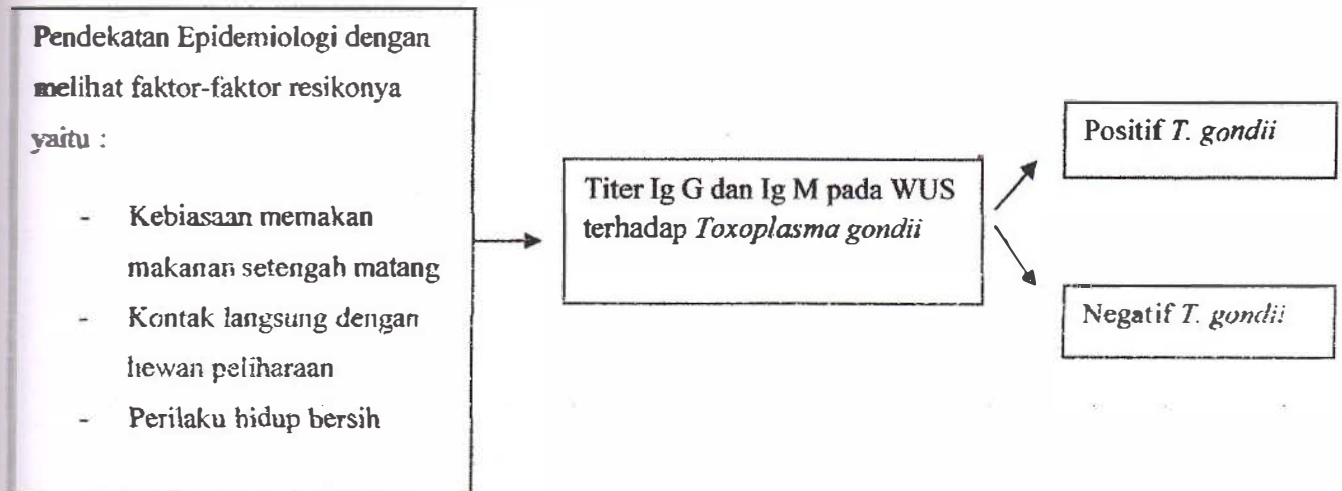 Pendekatan Epidemiologi dengan
melihat faktor-faktor resikonya
yaitu :
- Kebiasaan memakan
makanan setengah matang
- Kontak langsung dengan
hewan peliharaan
- Perilaku hidup bersih
Titer Ig G dan Ig M pada WUS
terhadap Toxoplasma gondii
Positif T. gondii
Negatif T. gondii